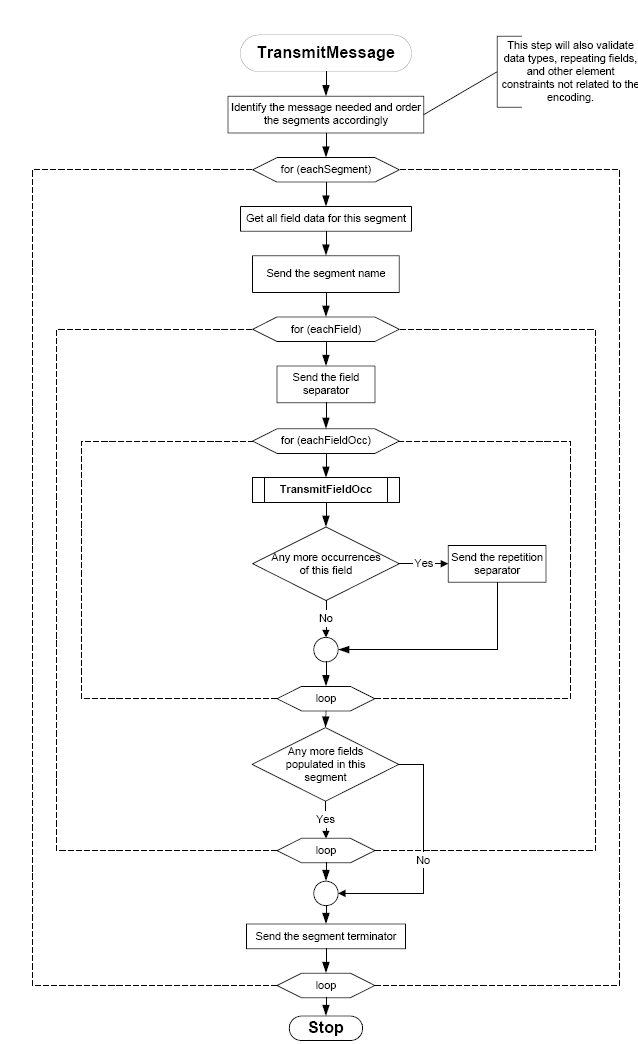 TransmitMessage
This step will also validate
data types, repeating fields,
and other element
constraints not related to the
encoding.
Identify the message needed and order
the segments accordingly
for (eachSegment)
Get all field data for this segment
Send the segment name
for (eachField)
Send the field
separator
for (eachFieldOcc)
TransmitFieldOcc
Any more occurrences
of this field
Yes
Send the repetition
separator
No
loop
Any more fields
populated in this
segment
Yes
loop
No
Send the segment terminator
loop
Stop